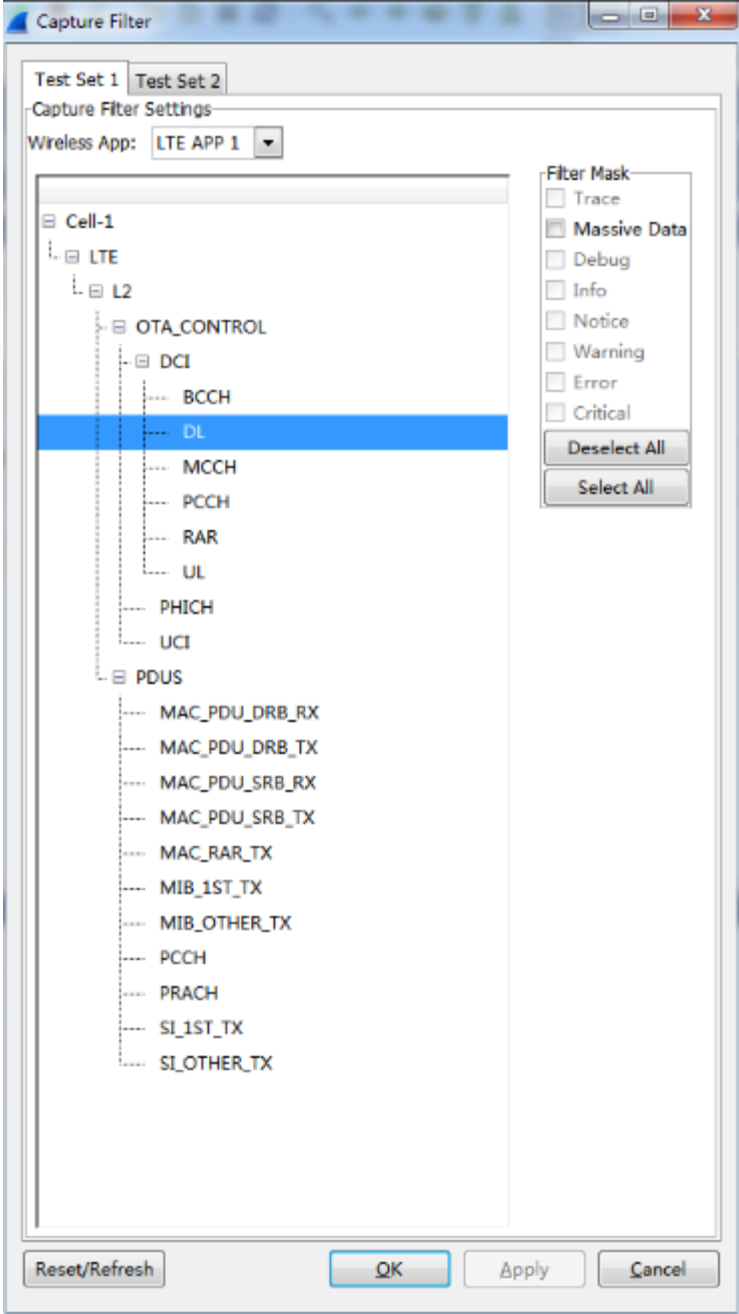 Capture Filter
Test Set 1 Test Set 2
Capture Filter Settings
Wireless App: LTE APP 1
Cell-1
LTE
L2
OTA_CONTROL
DCI
BCCH
DL
MCCH
PCCH
RAR
UL
PHICH
UCI
PDUS
MAC_PDU_DRB_RX
MAC_PDU_DRB_TX
MAC_PDU_SRB_RX
MAC_PDU_SRB_TX
MAC_RAR_TX
MIB_1ST_TX
MIB_OTHER_TX
PCCH
PRACH
SI_1ST_TX
SI_OTHER_TX
Filter Mask
Trace
Massive Data
Debug
Info
Notice
Warning
Error
Critical
Deselect All
Select All
Reset/Refresh OK Apply Cancel